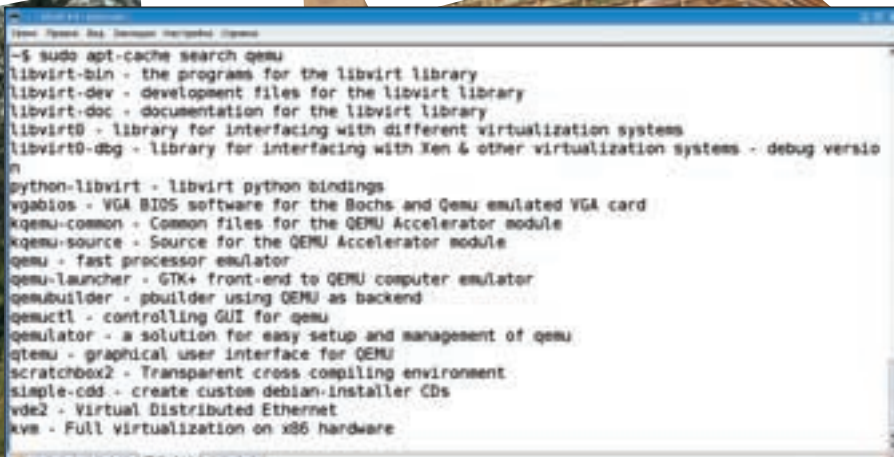 Вид
Справка
~$ sudo apt-cache search qemu
libvirt-bin - the programs for the libvirt library
libvirt-dev - development files for the libvirt library
libvirt-doc - documentation for the libvirt library
libvirt0 - library for interfacing with different virtualization systems
libvirt0-dbg - library for interfacing with Xen & other virtualization systems - debug versio
n
python-libvirt - libvirt python bindings
vgabios - VGA BIOS software for the Bochs and Qemu emulated VGA card
kqemu-common - Common files for the QEMU Accelerator module
kqemu-source - Source for the QEMU Accelerator module
qemu - fast processor emulator
qemu-launcher - GTK+ front-end to QEMU computer emulator
qemubuilder - pbuilder using QEMU as backend
qemuctl - controlling GUI for qemu
qemulator - a solution for easy setup and management of qemu
qtemu - graphical user interface for QEMU
scratchbox2 - Transparent cross compiling environment
simple-cdd - create custom debian-installer CDs
vde2 - Virtual Distributed Ethernet
kvm - Full virtualization on x86 hardware